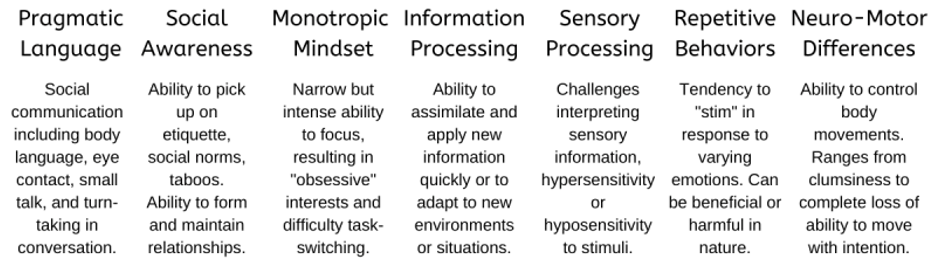 Pragmatic
Language
Social
communication
including body
language, eye
contact, small
talk, and turn-
taking in
conversation.
Social
Awareness
Ability to pick
up on
etiquette,
social norms,
taboos.
Ability to form
and maintain
relationships.
Monotropic
Mindset
Narrow but
intense ability
to focus,
resulting in
"obsessive"
interests and
difficulty task-
switching.
Information
Processing
Ability to
assimilate and
apply new
information
quickly or to
adapt to new
environments
or situations.
Sensory
Processing
Challenges
interpreting
sensory
information,
hypersensitivity
or
hyposensitivity
to stimuli.
Repetitive
Behaviors
Tendency to
"stim" in
response to
varying
emotions. Can
be beneficial or
harmful in
nature.
Neuro-Motor
Differences
Ability to control
body
movements.
Ranges from
clumsiness to
complete loss of
ability to move
with intention.